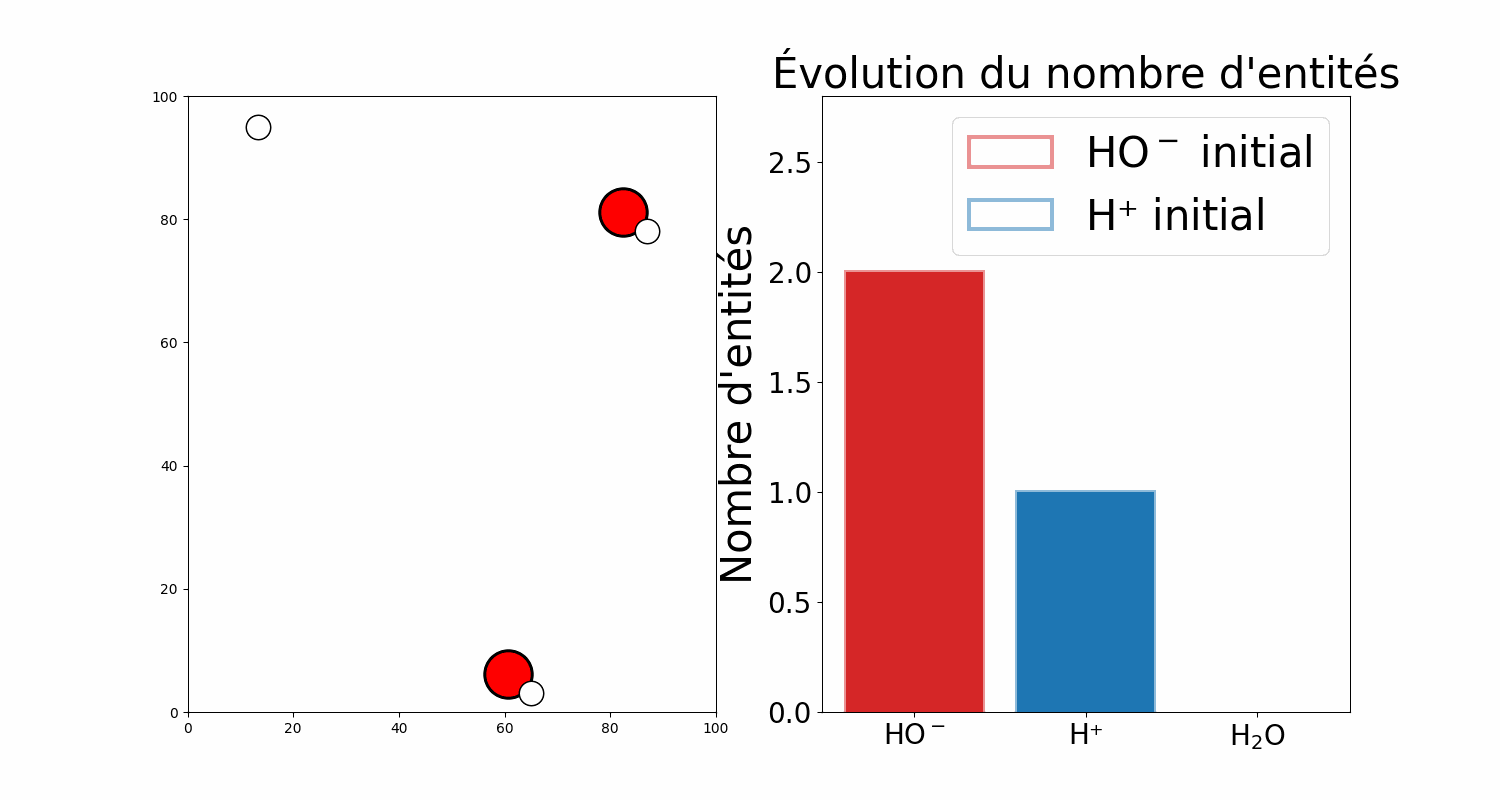 Évolution du nombre d'entités
100
80
60
40
20
0
0 20 40 60 80 100
Nombre d'entités
2.5
2.0
1.5
1.0
0.5
0.0
HO⁻ initial
H⁺ initial
HO⁻ H⁺ H₂O